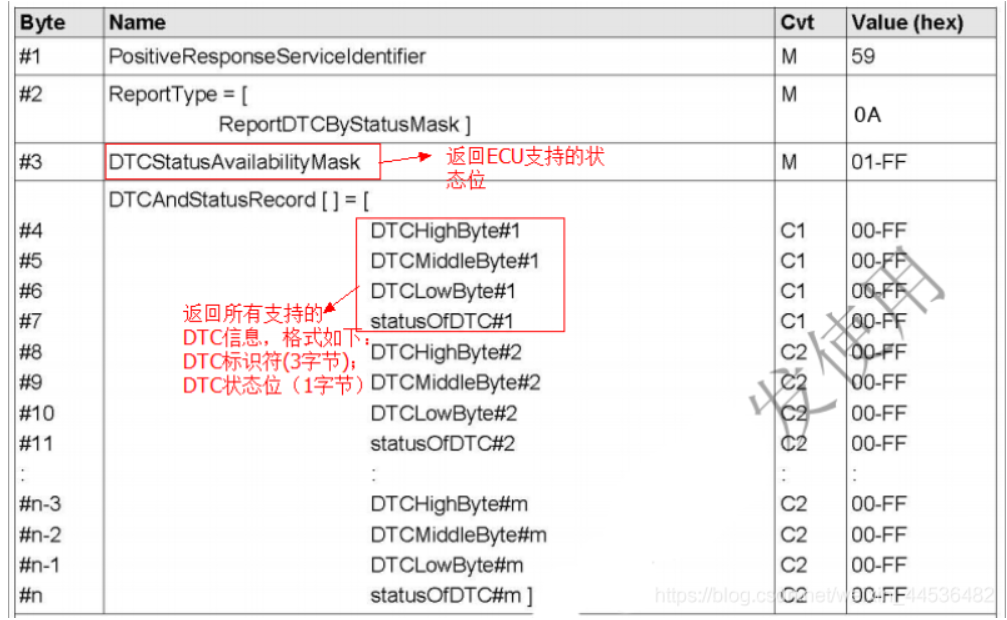 Byte Name Cvt Value (hex)
#1 PositiveResponseServiceIdentifier M 59
#2 ReportType = [ M
ReportDTCByStatusMask ] 0A
#3 DTCStatusAvailabilityMask M 01-FF
返回ECU支持的状
态位
DTCAndStatusRecord [ ] = [
#4 DTCHighByte#1 C1 00-FF
#5 DTCMiddleByte#1 C1 00-FF
#6 DTCLowByte#1 C1 00-FF
#7 statusOfDTC#1 C1 00-FF
返回所有支持的
DTC信息，格式如下：
DTC标识符(3字节);
DTC状态位（1字节）
#8 DTCHighByte#2 C2 00-FF
#9 DTCMiddleByte#2 C2 00-FF
#10 DTCLowByte#2 C2 00-FF
#11 statusOfDTC#2 C2 00-FF
: : : :
#n-3 DTCHighByte#m C2 00-FF
#n-2 DTCMiddleByte#m C2 00-FF
#n-1 DTCLowByte#m C2 00-FF
#n statusOfDTC#m ] C2 00-FF
发使用